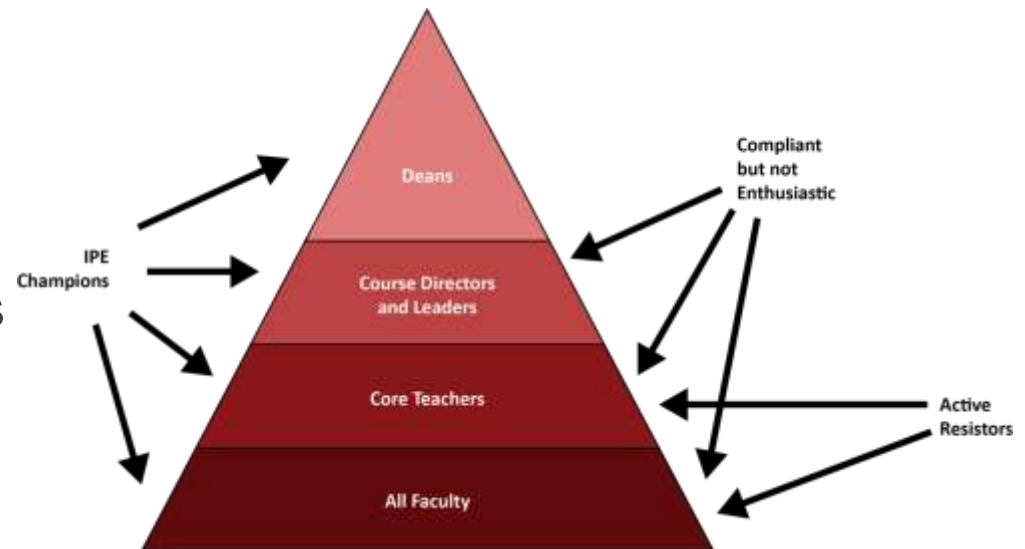 Deans
Compliant
but not
Enthusiastic
IPE
Champions
s
Course Directors
and Leaders
Core Teachers
Active
Resistors
All Faculty